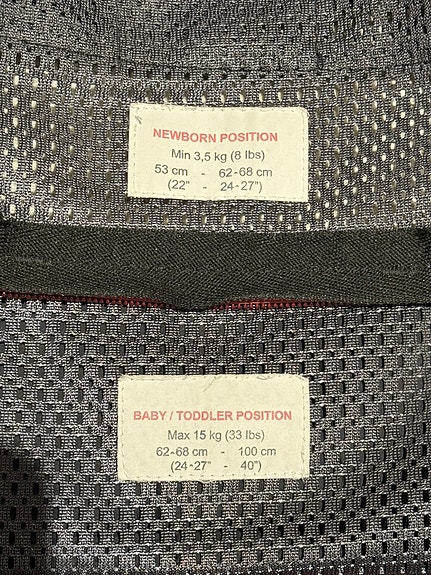 NEWBORN POSITION
Min 3,5 kg (8 lbs)
53 cm - 62-68 cm
(22" - 24-27")
BABY / TODDLER POSITION
Max 15 kg (33 lbs)
62-68 cm - 100 cm
(24-27" - 40")